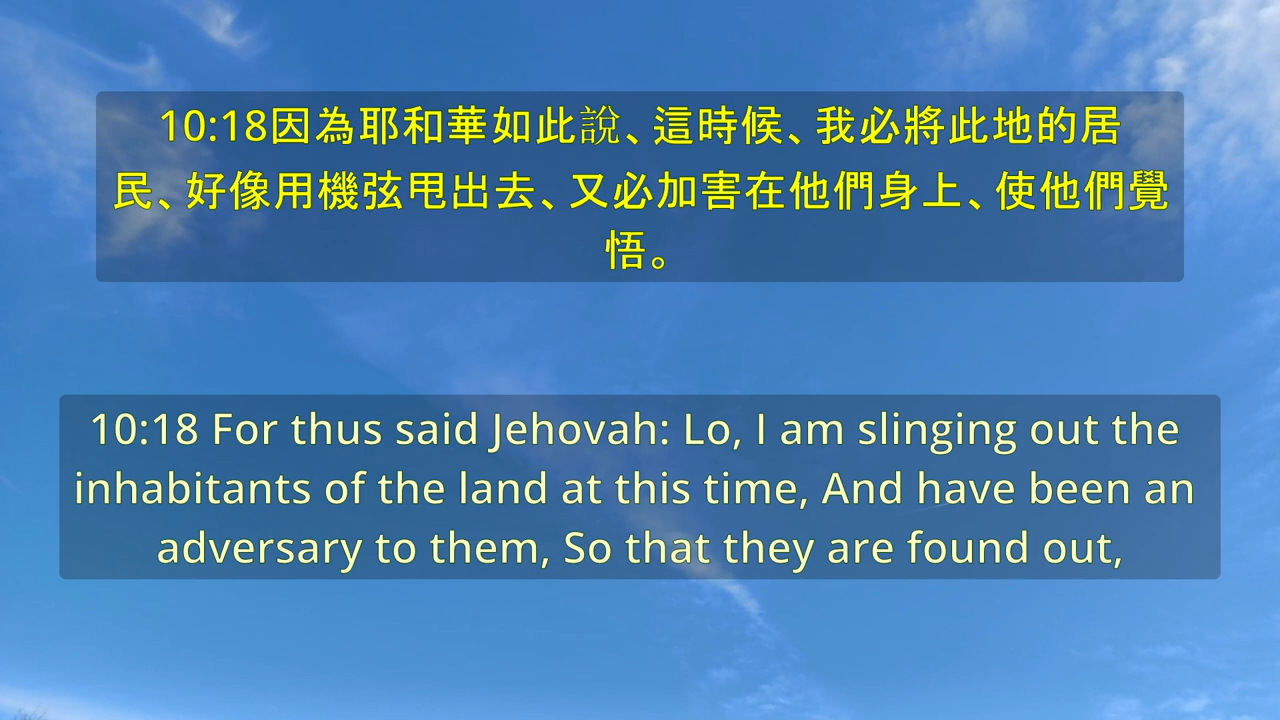 10:18因為耶和華如此說、這時候、我必將此地的居
民、好像用機弦甩出去、又必加害在他們身上、使他們覺
悟。
10:18 For thus said Jehovah: Lo, I am slinging out the
inhabitants of the land at this time, And have been an
adversary to them, So that they are found out,